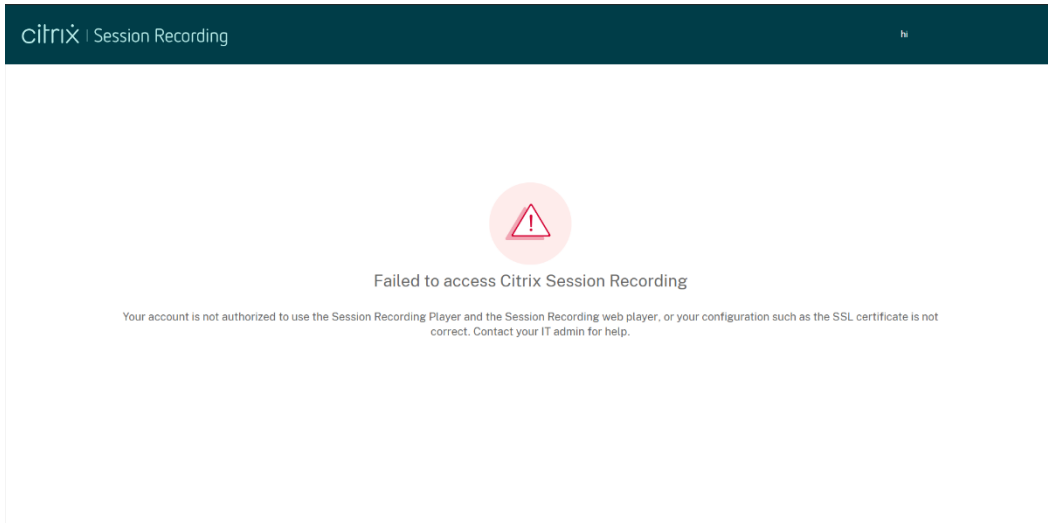 citrix | Session Recording
hi
Failed to access Citrix Session Recording
Your account is not authorized to use the Session Recording Player and the Session Recording web player, or your configuration such as the SSL certificate is not
correct. Contact your IT admin for help.